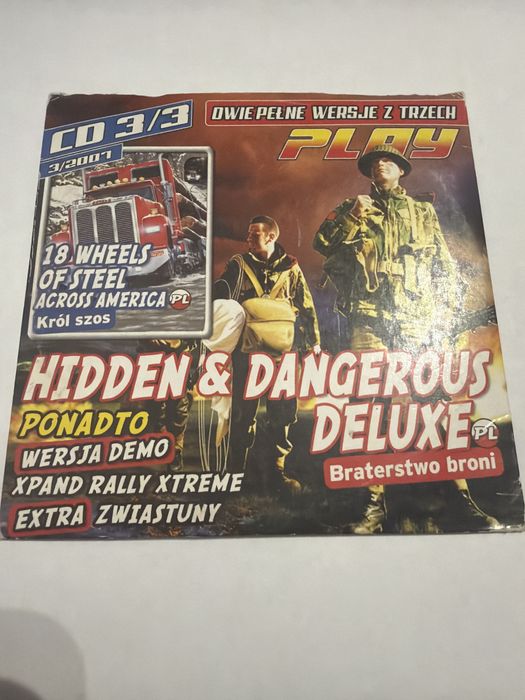 CD 3/3
3/2007
DWIE PEŁNE WERSJE Z TRZECH
PLAY
18 WHEELS
OF STEEL
ACROSS AMERICA PL
Król szos
HIDDEN & DANGEROUS
DELUXE PL
Braterstwo broni
PONADTO
WERSJA DEMO
XPAND RALLY XTREME
EXTRA ZWIASTUNY